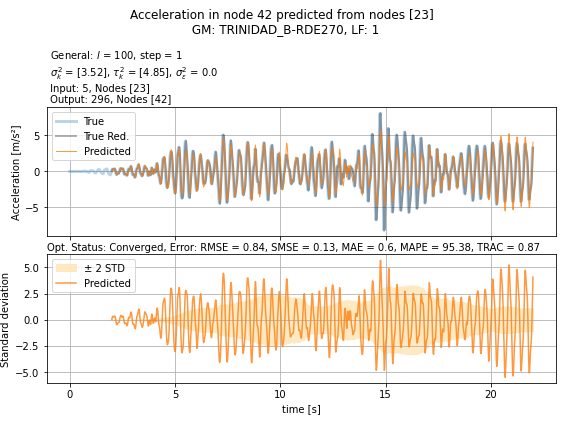 Acceleration in node 42 predicted from nodes [23]
GM: TRINIDAD_B-RDE270, LF: 1
General: l = 100, step = 1
σ²ₖ = [3.52], τ²ₖ = [4.85], σ²ε = 0.0
Input: 5, Nodes [23]
Output: 296, Nodes [42]
Acceleration [m/s²]
5
0
−5
True
True Red.
Predicted
Opt. Status: Converged, Error: RMSE = 0.84, SMSE = 0.13, MAE = 0.6, MAPE = 95.38, TRAC = 0.87
Standard deviation
5.0
2.5
0.0
−2.5
−5.0
± 2 STD
Predicted
0
5
10
15
20
time [s]